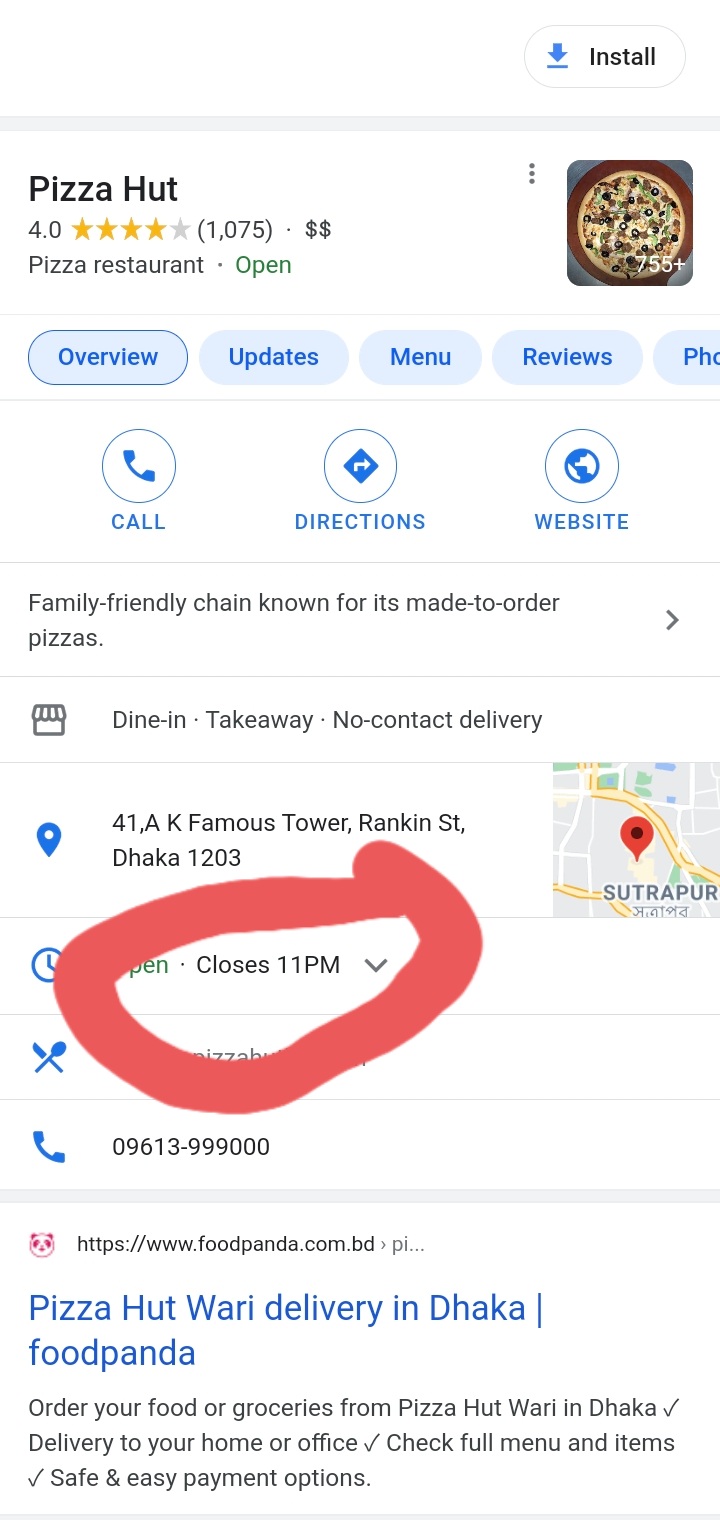 Install
Pizza Hut
4.0 (1,075) · $$
Pizza restaurant · Open
755+
Overview
Updates
Menu
Reviews
Pho
CALL
DIRECTIONS
WEBSITE
Family-friendly chain known for its made-to-order
pizzas.
Dine-in · Takeaway · No-contact delivery
41,A K Famous Tower, Rankin St,
Dhaka 1203
SUTRAPUR
সূত্রাপুর
pen · Closes 11PM
09613-999000
https://www.foodpanda.com.bd › pi...
Pizza Hut Wari delivery in Dhaka |
foodpanda
Order your food or groceries from Pizza Hut Wari in Dhaka ✓
Delivery to your home or office ✓ Check full menu and items
✓ Safe & easy payment options.